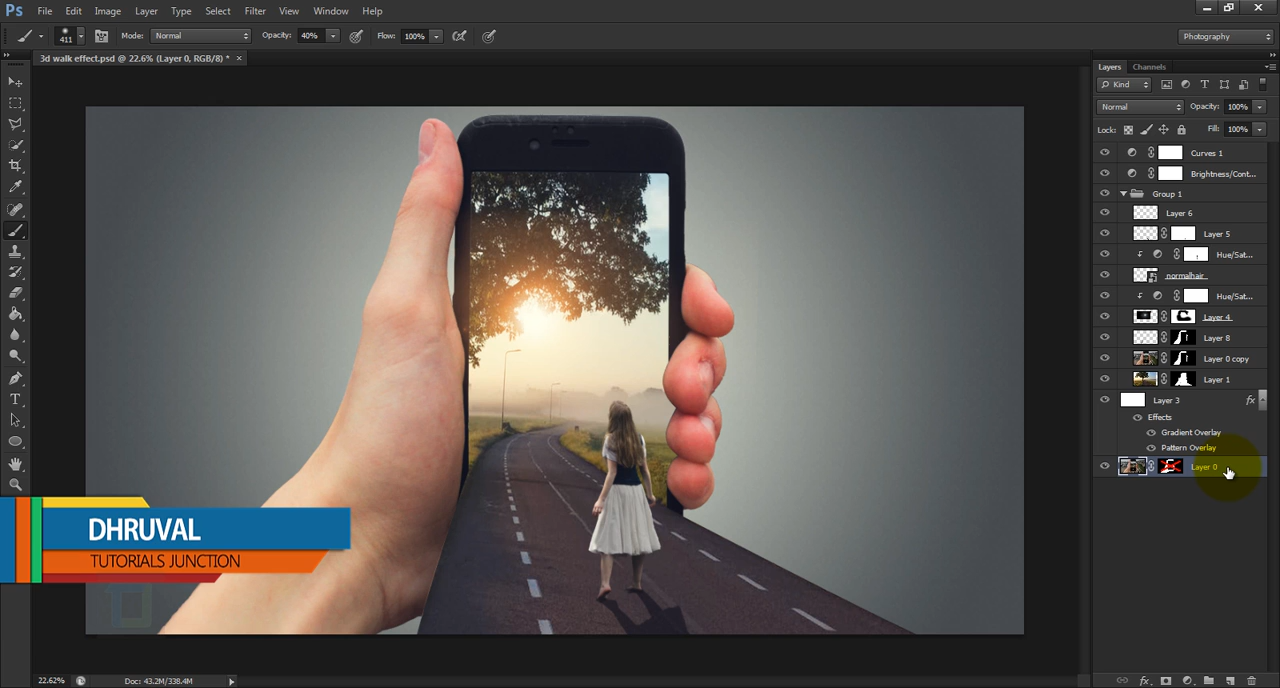 Ps File Edit Image Layer Type Select Filter View Window Help
411 Mode: Normal Opacity: 40% Flow: 100% Photography
3d walk effect.psd @ 22.6% (Layer 0, RGB/8) * ×
Layers Channels
Kind
Normal Opacity: 100%
Lock: Fill: 100%
Curves 1
Brightness/Cont...
Group 1
Layer 6
Layer 5
Hue/Sat...
normalhair
Hue/Sat...
Layer 4
Layer 8
Layer 0 copy
Layer 1
Layer 3 fx
Effects
Gradient Overlay
Pattern Overlay
Layer 0
DHRUVAL
TUTORIALS JUNCTION
22.62% Doc: 43.2M/338.4M
fx